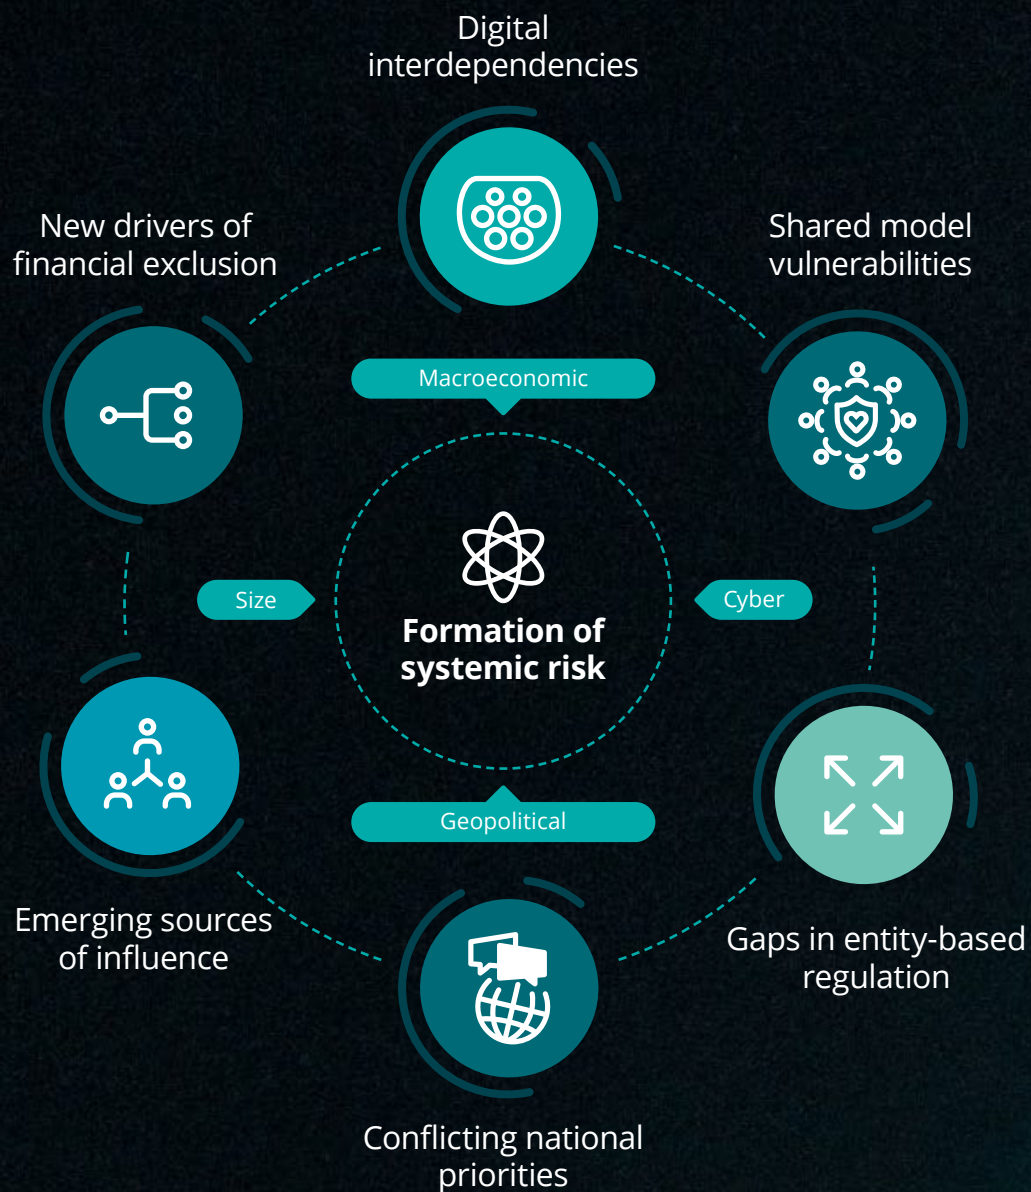 Digital
interdependencies
New drivers of
financial exclusion
Shared model
vulnerabilities
Macroeconomic
Size
Formation of
systemic risk
Cyber
Geopolitical
Emerging sources
of influence
Gaps in entity-based
regulation
Conflicting national
priorities